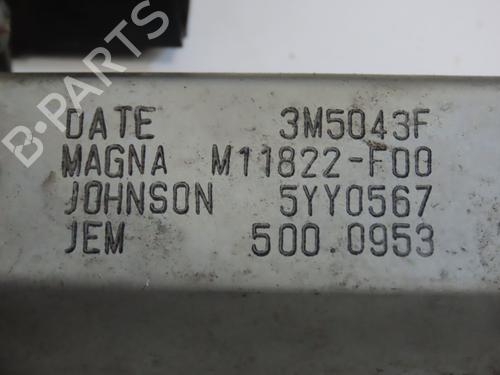 DATE 3M5043F
MAGNA M11822-F00
JOHNSON 5YY0567
JEM 500.0953
B-PARTS